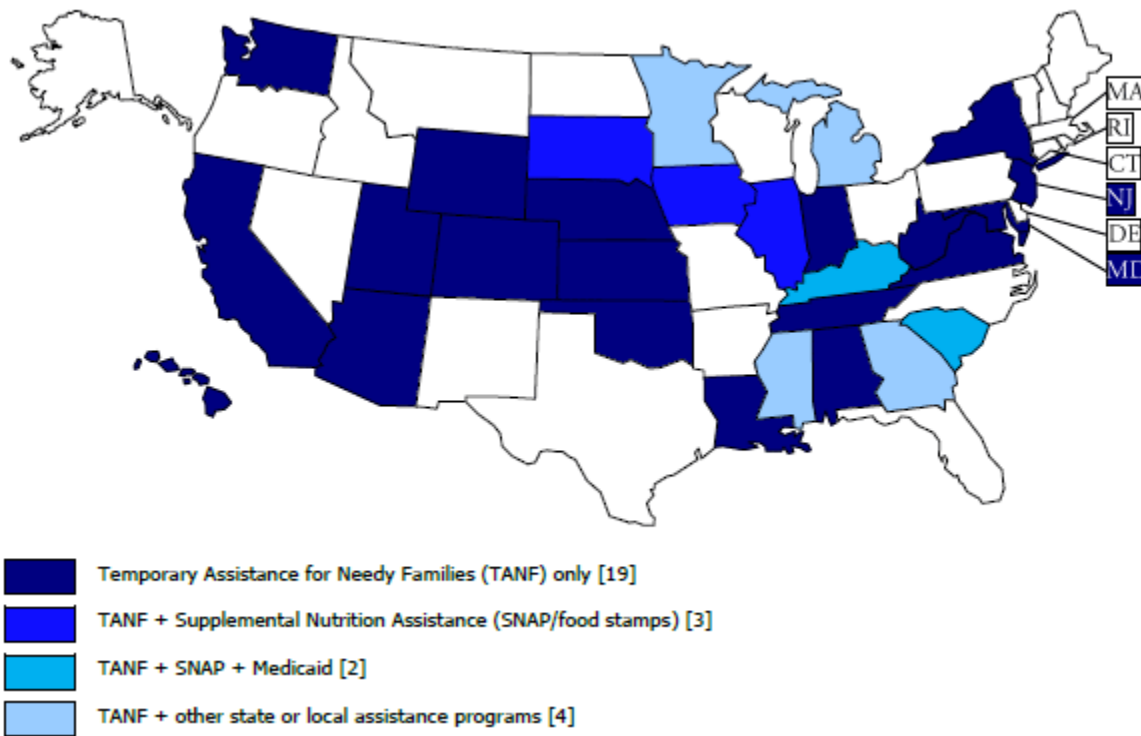 MA
RI
CT
NJ
DE
MD
Temporary Assistance for Needy Families (TANF) only [19]
TANF + Supplemental Nutrition Assistance (SNAP/food stamps) [3]
TANF + SNAP + Medicaid [2]
TANF + other state or local assistance programs [4]